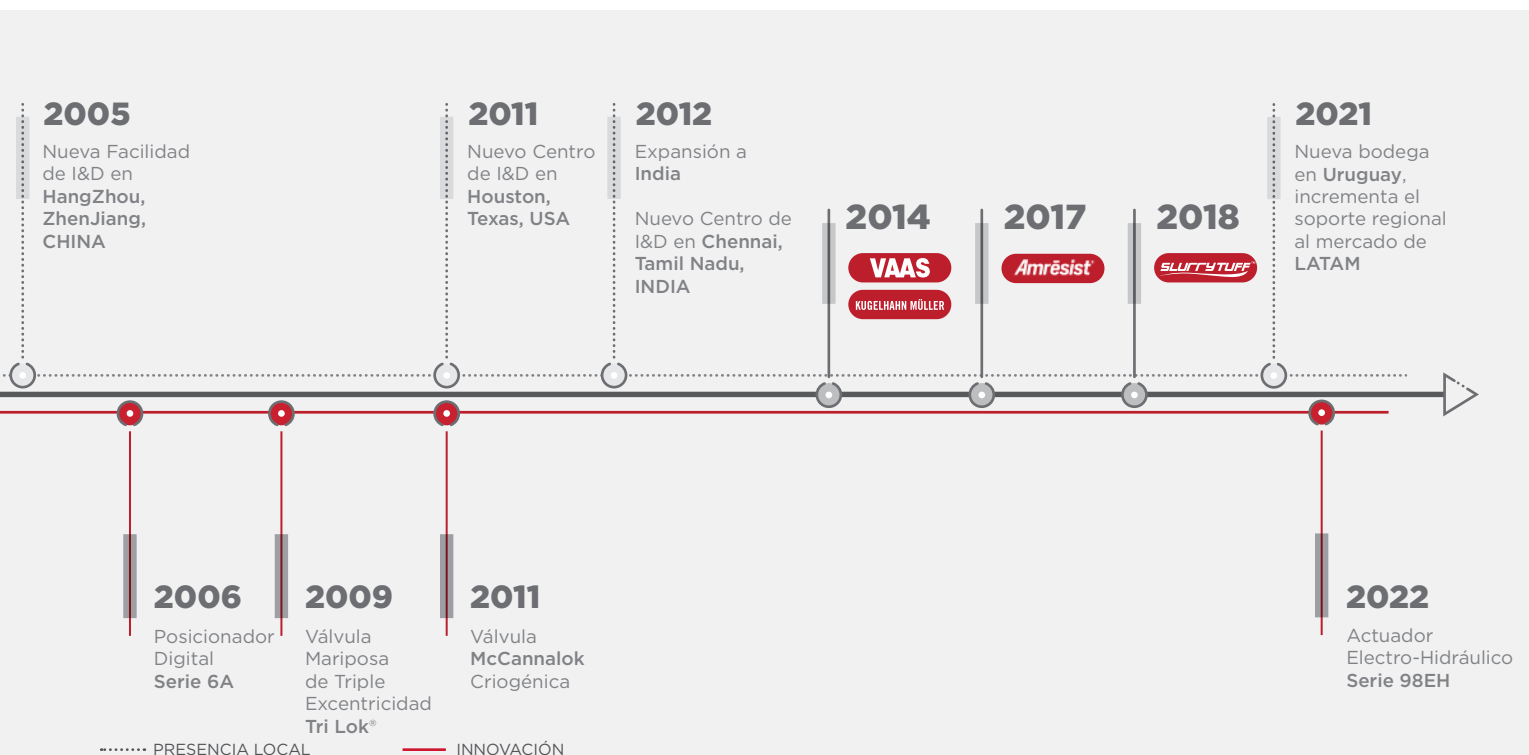 2005
Nueva Facilidad
de I&D en
HangZhou,
ZhenJiang,
CHINA
2011
Nuevo Centro
de I&D en
Houston,
Texas, USA
2012
Expansión a
India
Nuevo Centro de
I&D en Chennai,
Tamil Nadu,
INDIA
2014
VAAS
KUGELHAHN MÜLLER
2017
Amrēsist
2018
SLURRYTUFF
2021
Nueva bodega
en Uruguay,
incrementa el
soporte regional
al mercado de
LATAM
2006
Posicionador
Digital
Serie 6A
2009
Válvula
Mariposa
de Triple
Excentricidad
Tri Lok®
2011
Válvula
McCannalok
Criogénica
2022
Actuador
Electro-Hidráulico
Serie 98EH
PRESENCIA LOCAL
INNOVACIÓN